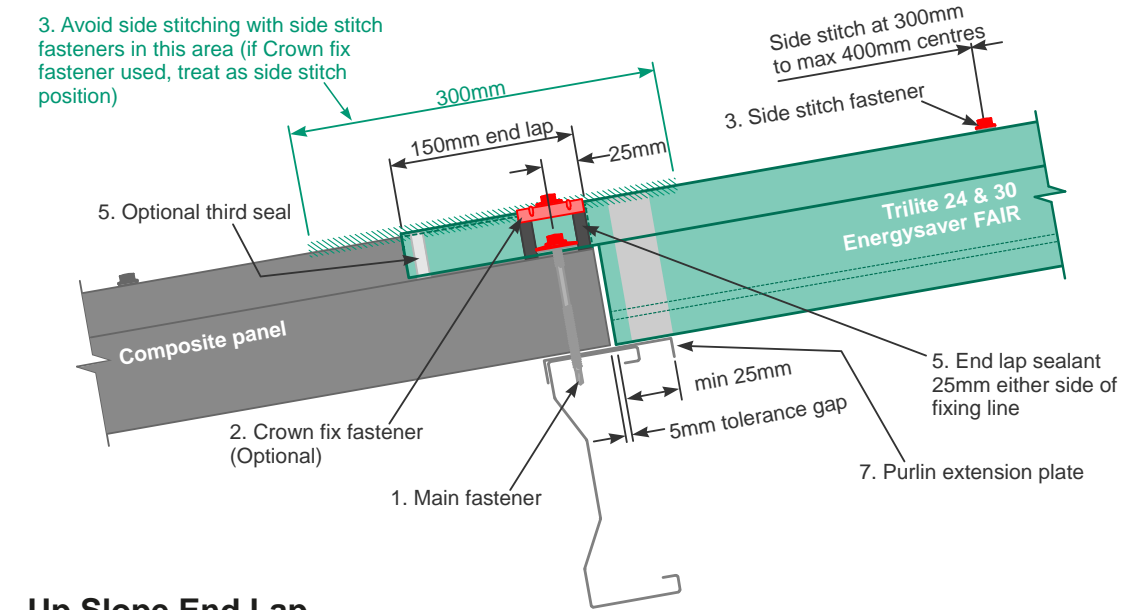 3. Avoid side stitching with side stitch
fasteners in this area (if Crown fix
fastener used, treat as side stitch
position)
Side stitch at 300mm
to max 400mm centres
300mm
3. Side stitch fastener
150mm end lap
25mm
5. Optional third seal
Trilite 24 & 30
Energysaver FAIR
Composite panel
5. End lap sealant
25mm either side of
fixing line
min 25mm
5mm tolerance gap
2. Crown fix fastener
(Optional)
7. Purlin extension plate
1. Main fastener
Up Slope End Lap